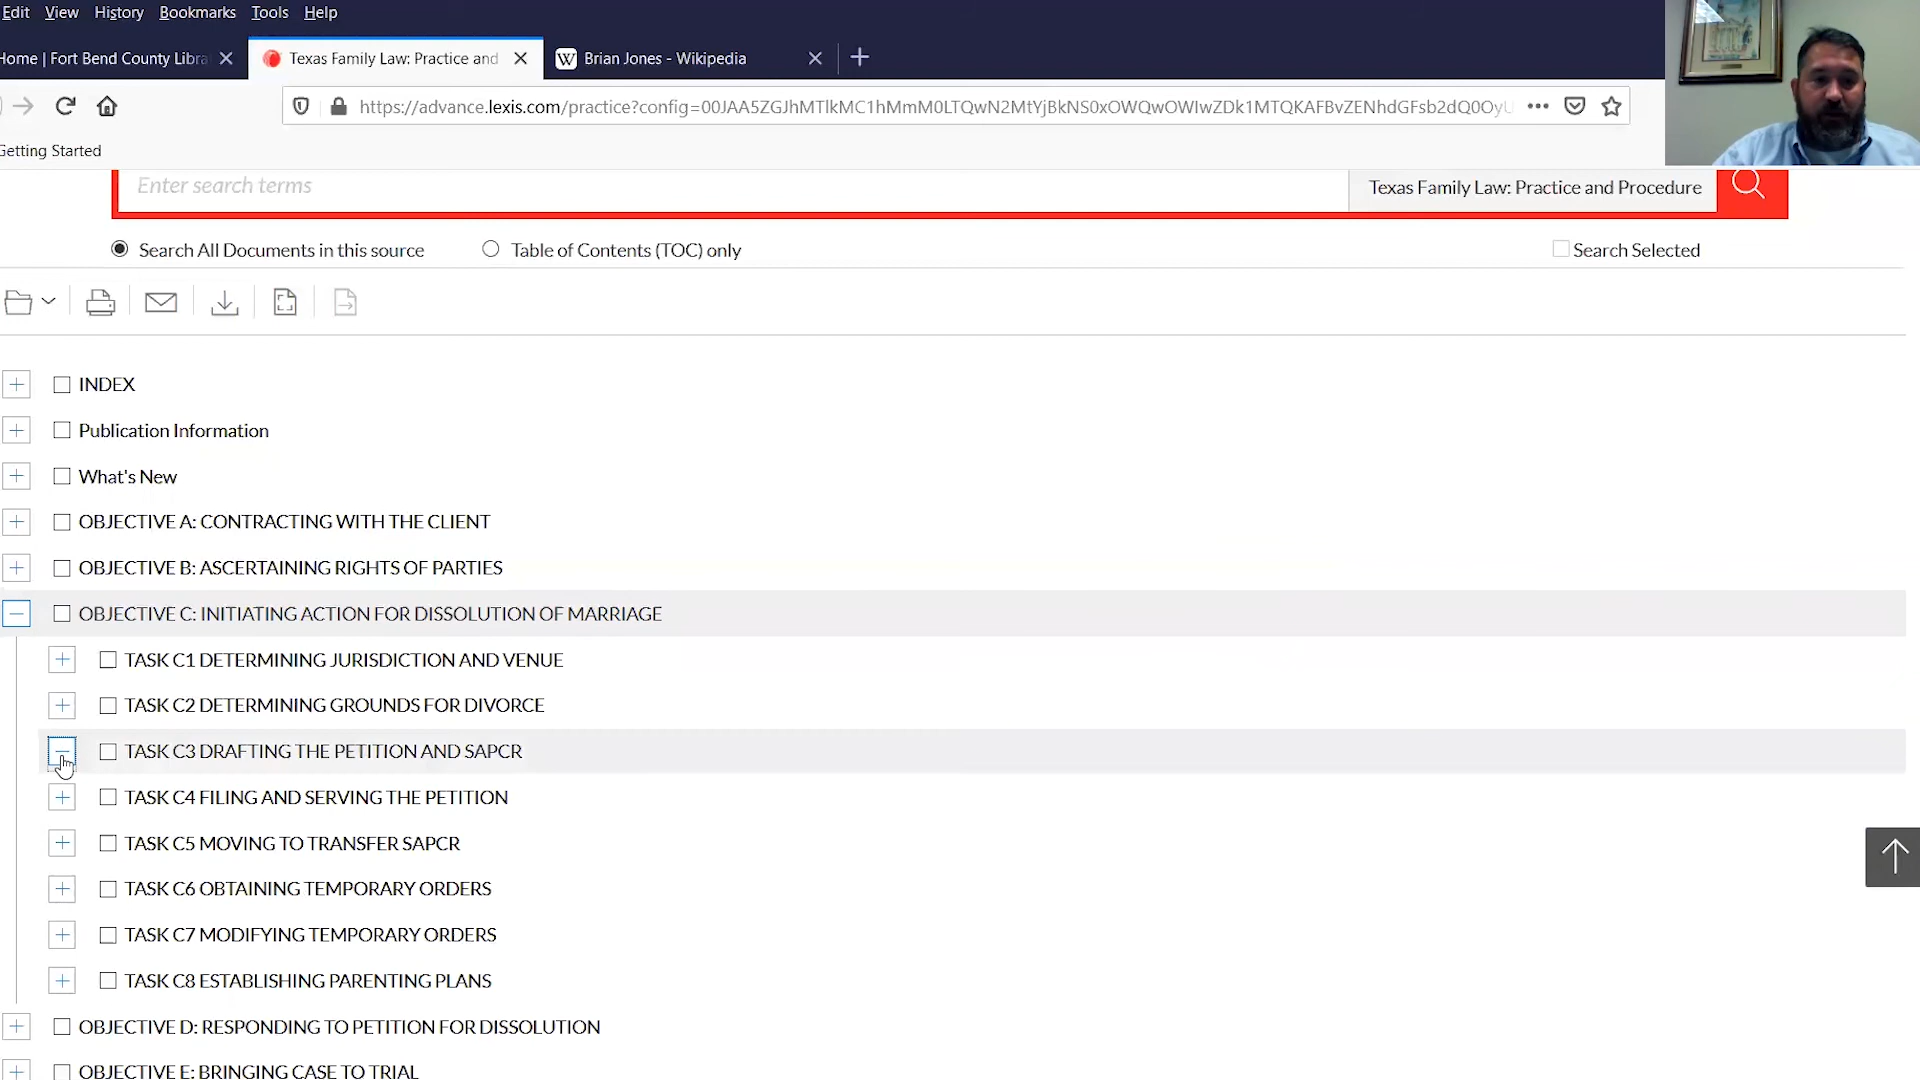 Edit View History Bookmarks Tools Help
Home | Fort Bend County Libra
Texas Family Law: Practice and
Brian Jones - Wikipedia
https://advance.lexis.com/practice?config=00JAA5ZGJhMTlkMC1hMmM0LTQwN2MtYjBkNS0xOWQwOWIwZDk1MTQKAFBvZENhdGFsb2dQ0OyU
Getting Started
Enter search terms
Texas Family Law: Practice and Procedure
Search All Documents in this source
Table of Contents (TOC) only
Search Selected
INDEX
Publication Information
What's New
OBJECTIVE A: CONTRACTING WITH THE CLIENT
OBJECTIVE B: ASCERTAINING RIGHTS OF PARTIES
OBJECTIVE C: INITIATING ACTION FOR DISSOLUTION OF MARRIAGE
TASK C1 DETERMINING JURISDICTION AND VENUE
TASK C2 DETERMINING GROUNDS FOR DIVORCE
TASK C3 DRAFTING THE PETITION AND SAPCR
TASK C4 FILING AND SERVING THE PETITION
TASK C5 MOVING TO TRANSFER SAPCR
TASK C6 OBTAINING TEMPORARY ORDERS
TASK C7 MODIFYING TEMPORARY ORDERS
TASK C8 ESTABLISHING PARENTING PLANS
OBJECTIVE D: RESPONDING TO PETITION FOR DISSOLUTION
OBJECTIVE E: BRINGING CASE TO TRIAL